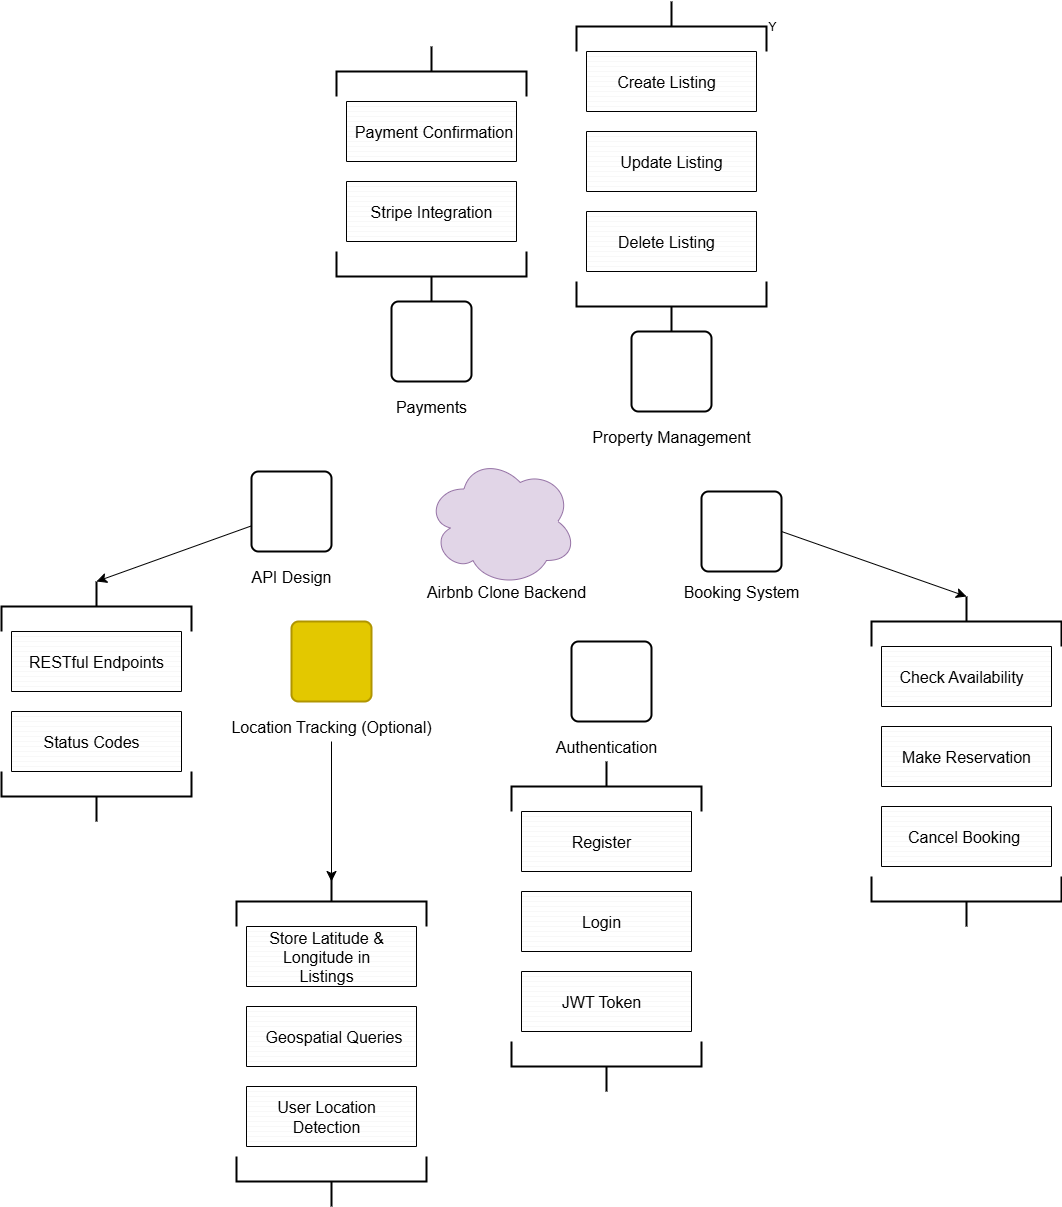 Y
Create Listing
Payment Confirmation
Update Listing
Stripe Integration
Delete Listing
Payments
Property Management
API Design
Airbnb Clone Backend
Booking System
RESTful Endpoints
Check Availability
Location Tracking (Optional)
Status Codes
Authentication
Make Reservation
Register
Cancel Booking
Login
Store Latitude &
Longitude in
Listings
JWT Token
Geospatial Queries
User Location
Detection